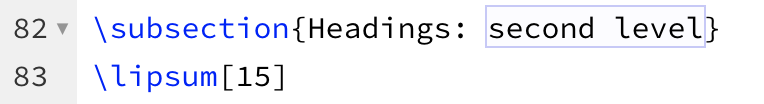 82 \subsection{Headings: second level}
83 \lipsum[15]